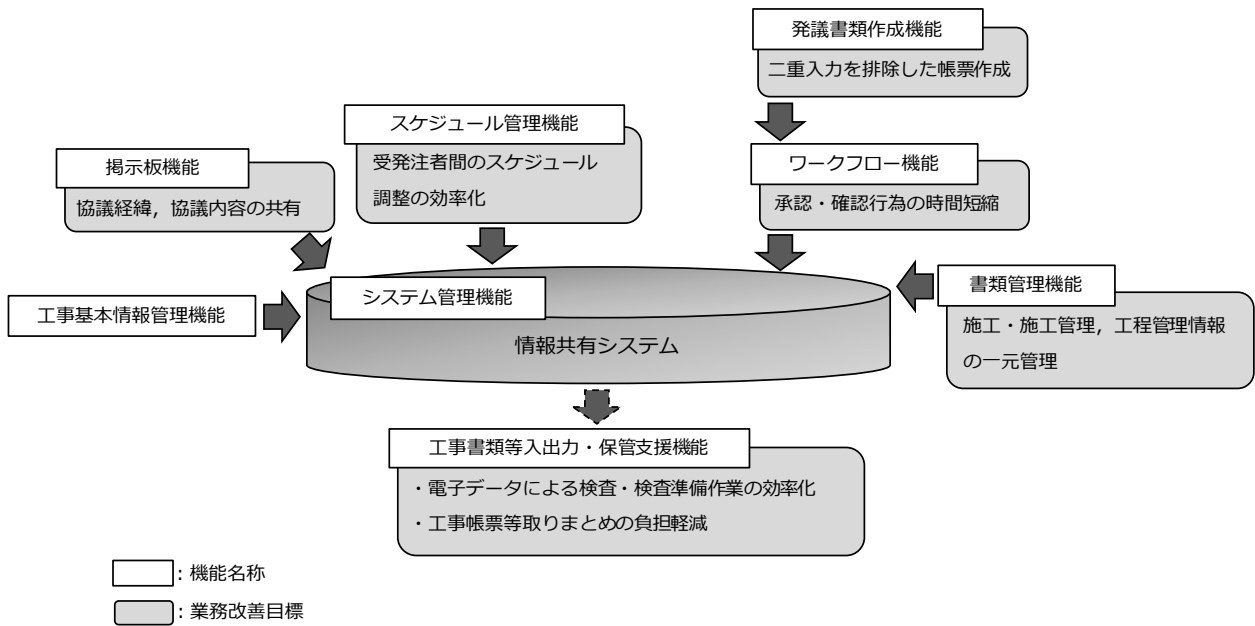 発議書類作成機能
二重入力を排除した帳票作成
スケジュール管理機能
受発注者間のスケジュール
調整の効率化
掲示板機能
協議経緯，協議内容の共有
ワークフロー機能
承認・確認行為の時間短縮
工事基本情報管理機能
システム管理機能
情報共有システム
書類管理機能
施工・施工管理，工程管理情報
の一元管理
工事書類等入出力・保管支援機能
・電子データによる検査・検査準備作業の効率化
・工事帳票等取りまとめの負担軽減
：機能名称
：業務改善目標